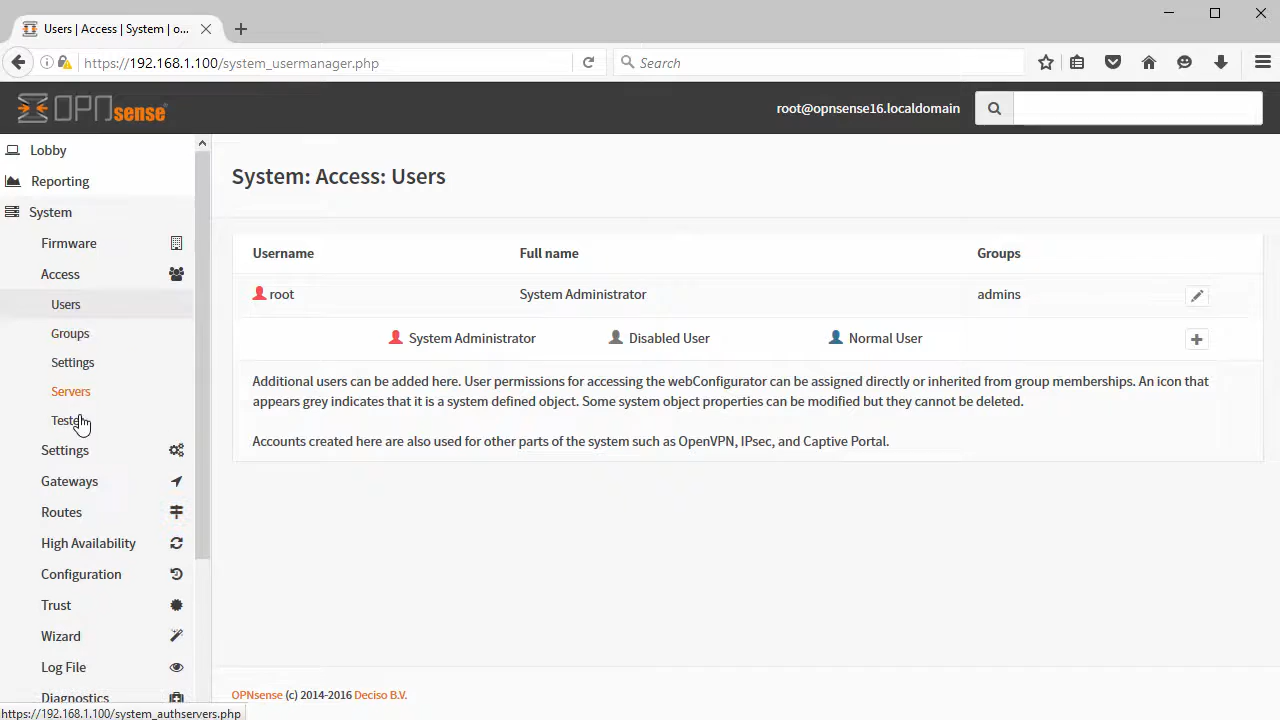 Users | Access | System | o...
https://192.168.1.100/system_usermanager.php
Search
OPNsense
root@opnsense16.localdomain
Lobby
Reporting
System
Firmware
Access
Users
Groups
Settings
Servers
Tester
Settings
Gateways
Routes
High Availability
Configuration
Trust
Wizard
Log File
Diagnostics
System: Access: Users
Username Full name Groups
root System Administrator admins
System Administrator Disabled User Normal User
Additional users can be added here. User permissions for accessing the webConfigurator can be assigned directly or inherited from group memberships. An icon that
appears grey indicates that it is a system defined object. Some system object properties can be modified but they cannot be deleted.
Accounts created here are also used for other parts of the system such as OpenVPN, IPsec, and Captive Portal.
OPNsense (c) 2014-2016 Deciso B.V.
https://192.168.1.100/system_authservers.php